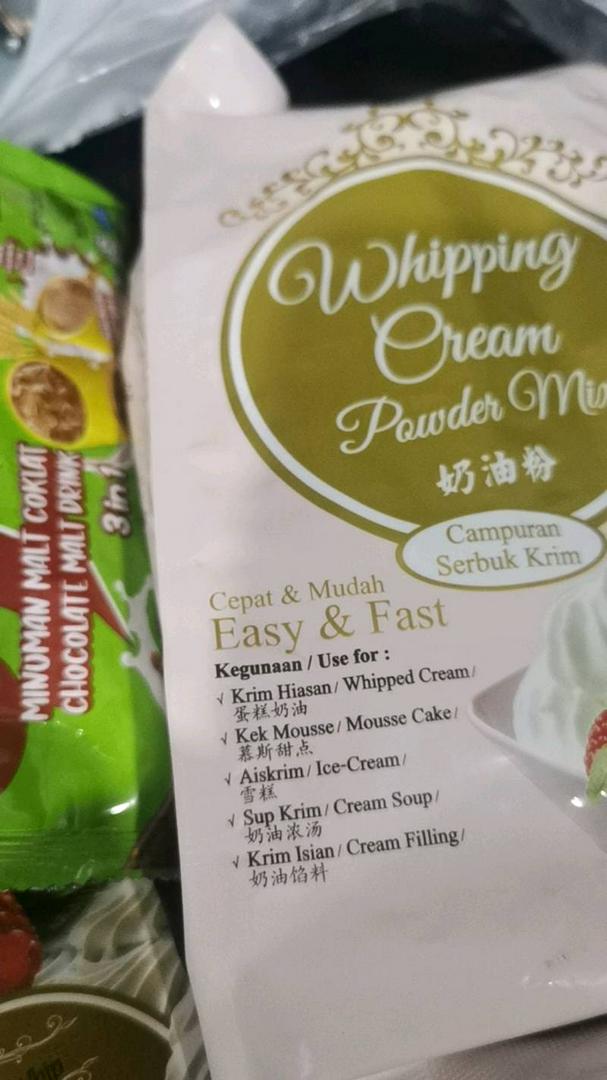 Whipping
Cream
Powder Mix
奶油粉
Campuran
Serbuk Krim
Cepat & Mudah
Easy & Fast
Kegunaan / Use for :
√ Krim Hiasan / Whipped Cream /
蛋糕奶油
√ Kek Mousse / Mousse Cake /
慕斯甜点
√ Aiskrim / Ice-Cream /
雪糕
√ Sup Krim / Cream Soup /
奶油浓汤
√ Krim Isian / Cream Filling /
奶油馅料
MINUMAN MALT COKLAT
CHOCOLATE MALT DRINK
3 in 1